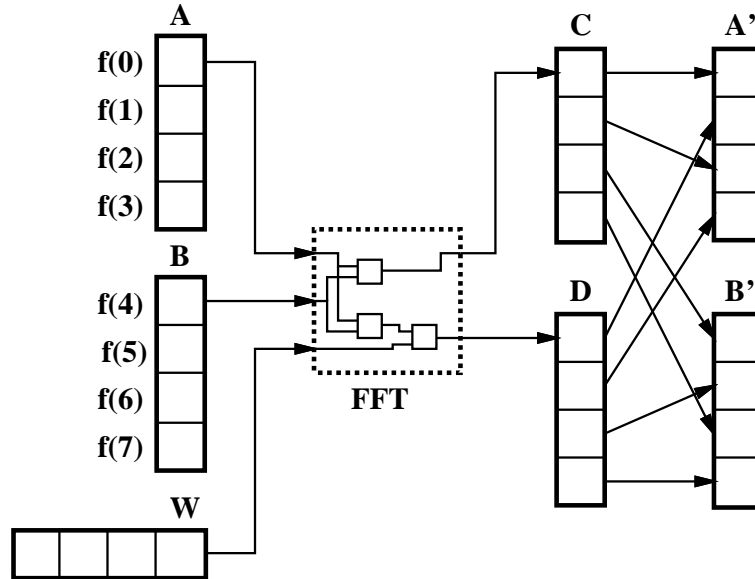 A
C
A'
f(0)
f(1)
f(2)
f(3)
B
D
B'
f(4)
f(5)
f(6)
f(7)
FFT
W